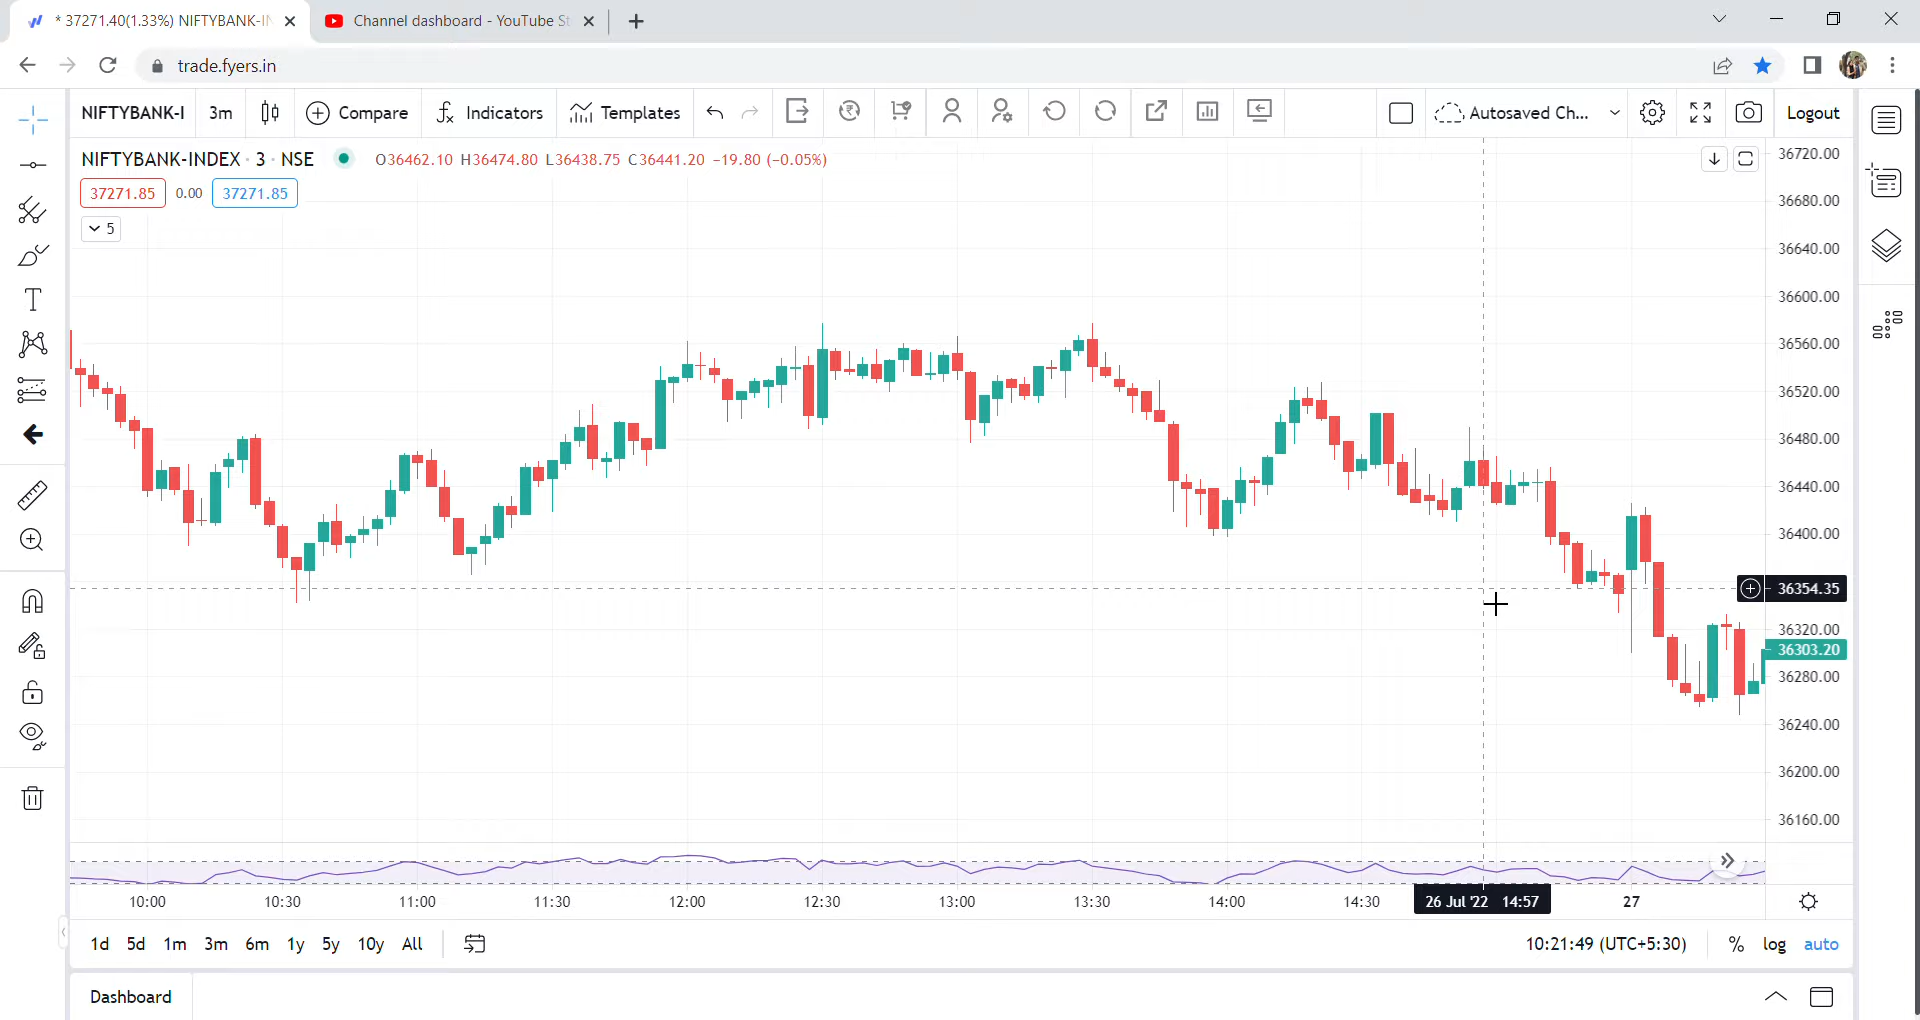 * 37271.40(1.33%) NIFTYBANK-IN
Channel dashboard - YouTube St
trade.fyers.in
NIFTYBANK-I 3m Compare Indicators Templates Autosaved Ch... Logout
NIFTYBANK-INDEX · 3 · NSE O36462.10 H36474.80 L36438.75 C36441.20 −19.80 (−0.05%)
37271.85 0.00 37271.85
5
T
36720.00
36680.00
36640.00
36600.00
36560.00
36520.00
36480.00
36440.00
36400.00
36354.35
36320.00
36303.20
36280.00
36240.00
36200.00
36160.00
10:00 10:30 11:00 11:30 12:00 12:30 13:00 13:30 14:00 14:30 26 Jul '22 14:57 27
1d 5d 1m 3m 6m 1y 5y 10y All 10:21:49 (UTC+5:30) % log auto
Dashboard